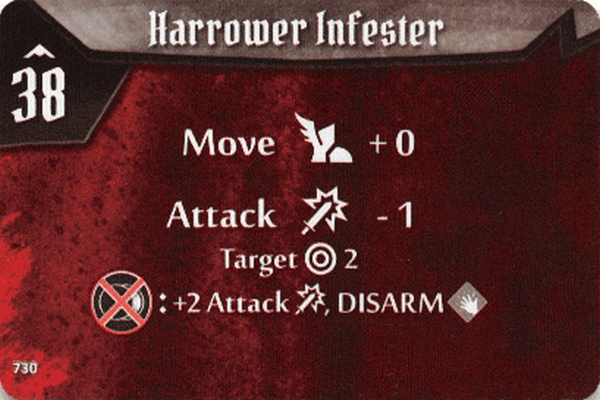 Harrower Infester
38
Move + 0
Attack - 1
Target 2
: +2 Attack , DISARM
730